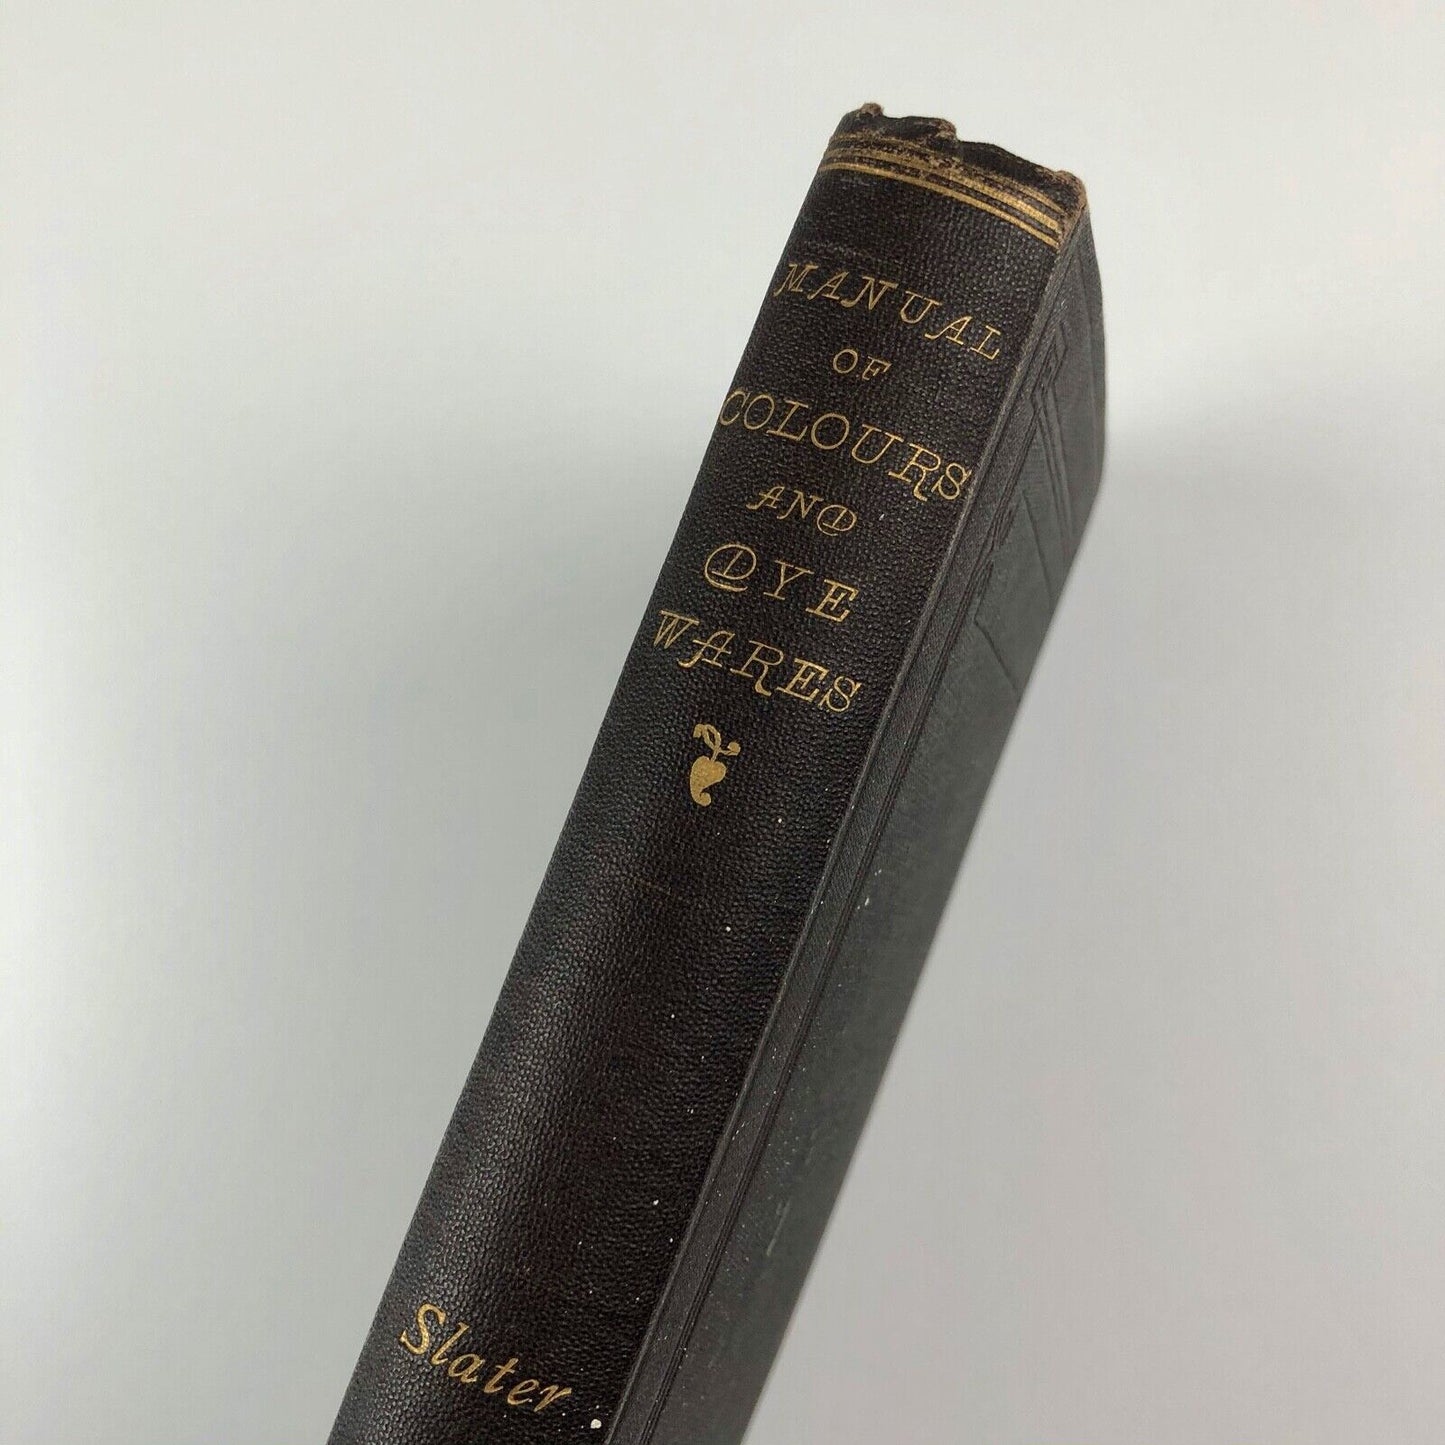 MANUAL
OF
COLOURS
AND
DYE
WARES
Slater